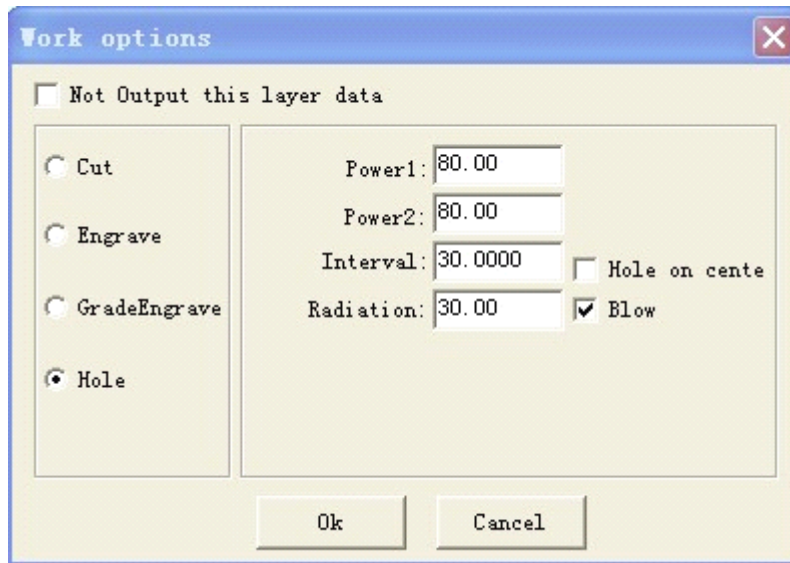 Work options
Not Output this layer data
Cut
Engrave
GradeEngrave
Hole
Power1: 80.00
Power2: 80.00
Interval: 30.0000
Hole on cente
Radiation: 30.00
Blow
Ok
Cancel